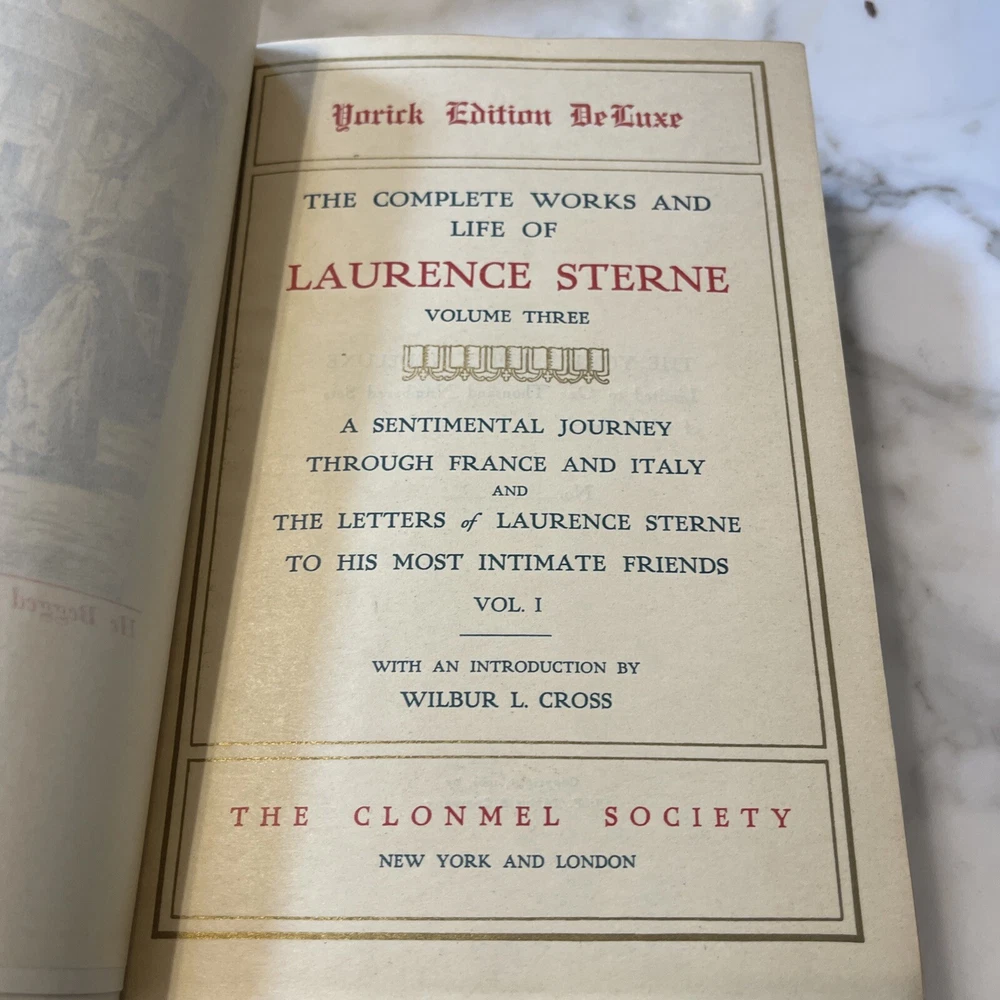 Yorick Edition DeLuxe
THE COMPLETE WORKS AND
LIFE OF
LAURENCE STERNE
VOLUME THREE
A SENTIMENTAL JOURNEY
THROUGH FRANCE AND ITALY
AND
THE LETTERS of LAURENCE STERNE
TO HIS MOST INTIMATE FRIENDS
VOL. I
WITH AN INTRODUCTION BY
WILBUR L. CROSS
THE CLONMEL SOCIETY
NEW YORK AND LONDON
He Begged